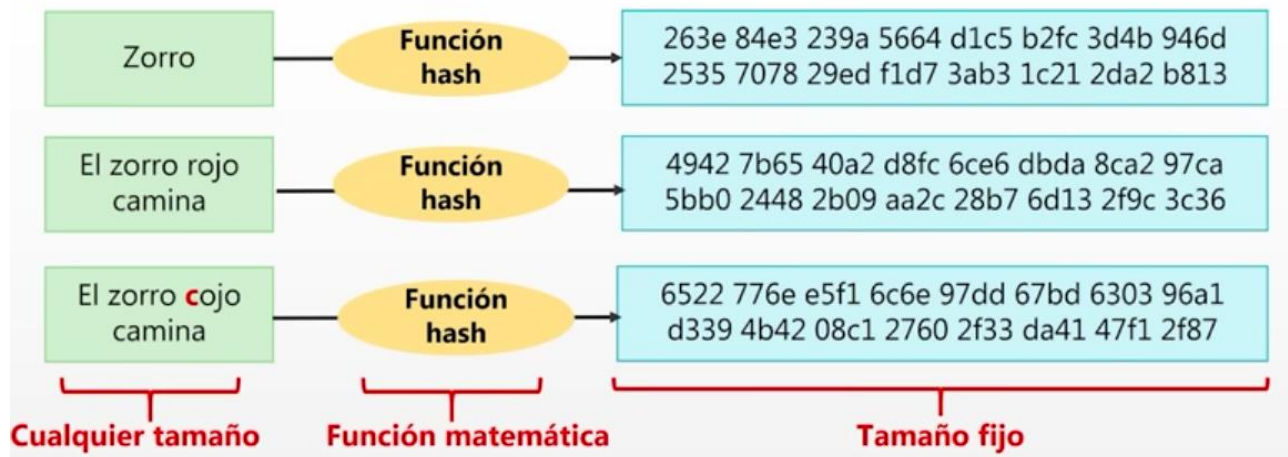 Zorro
Función
hash
263e 84e3 239a 5664 d1c5 b2fc 3d4b 946d
2535 7078 29ed f1d7 3ab3 1c21 2da2 b813
El zorro rojo
camina
Función
hash
4942 7b65 40a2 d8fc 6ce6 dbda 8ca2 97ca
5bb0 2448 2b09 aa2c 28b7 6d13 2f9c 3c36
El zorro cojo
camina
Función
hash
6522 776e e5f1 6c6e 97dd 67bd 6303 96a1
d339 4b42 08c1 2760 2f33 da41 47f1 2f87
Cualquier tamaño
Función matemática
Tamaño fijo